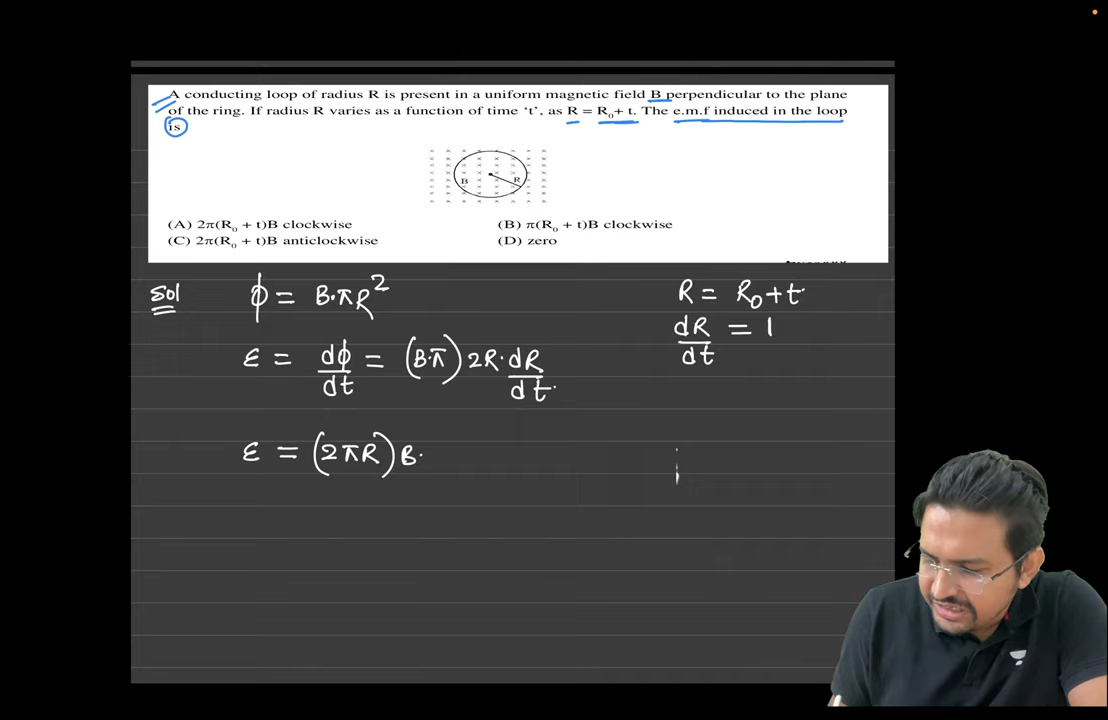 A conducting loop of radius R is present in a uniform magnetic field B perpendicular to the plane
of the ring. If radius R varies as a function of time ‘t’, as R = R₀+ t. The e.m.f induced in the loop
is
B R
(A) 2π(R₀ + t)B clockwise (B) π(R₀ + t)B clockwise
(C) 2π(R₀ + t)B anticlockwise (D) zero
Sol ϕ = B·πR² R = R₀+t·
ε = dϕ/dt = (B·π) 2R· dR/dt· dR/dt = 1
ε = (2πR)B·